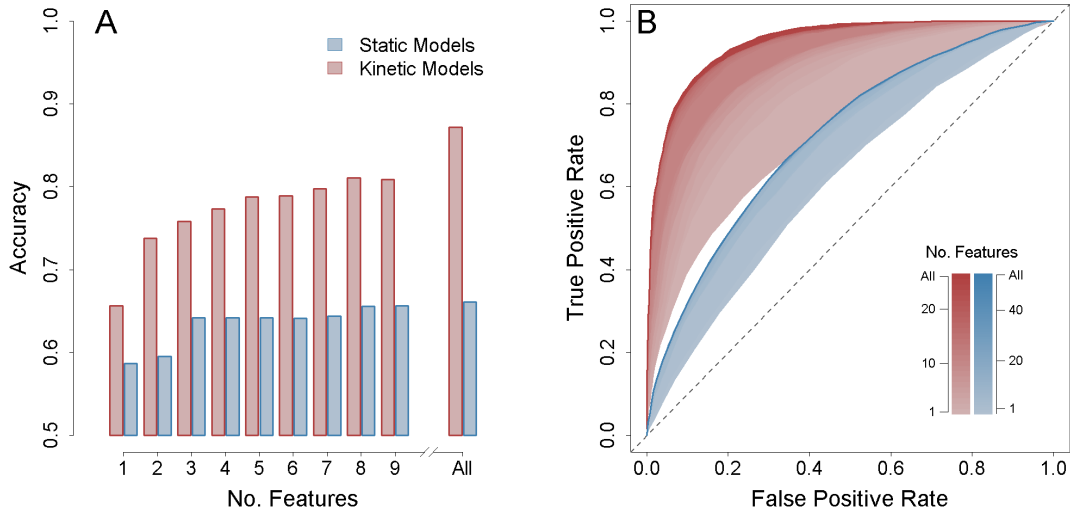 A
Static Models
Kinetic Models
Accuracy
1.0
0.9
0.8
0.7
0.6
0.5
1 2 3 4 5 6 7 8 9 All
No. Features
B
True Positive Rate
1.0
0.8
0.6
0.4
0.2
0.0
No. Features
All All
20 40
10 20
1 1
0.0 0.2 0.4 0.6 0.8 1.0
False Positive Rate